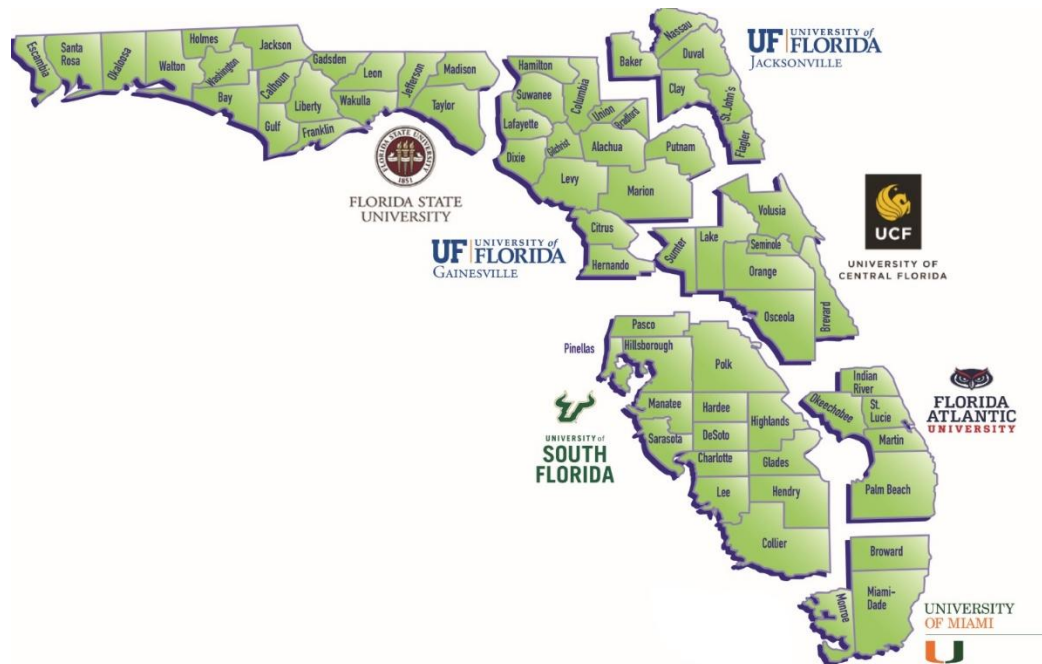 Escambia
Santa
Rosa
Okaloosa
Walton
Holmes
Washington
Bay
Jackson
Calhoun
Gulf
Gadsden
Liberty
Franklin
Leon
Wakulla
Jefferson
Madison
Taylor
FLORIDA STATE UNIVERSITY
1851
FLORIDA STATE
UNIVERSITY
Hamilton
Suwanee
Lafayette
Dixie
Columbia
Gilchrist
Union
Bradford
Alachua
Putnam
Levy
Marion
Citrus
Hernando
UF UNIVERSITY of
FLORIDA
GAINESVILLE
Baker
Nassau
Duval
Clay
St. John's
Flagler
UF UNIVERSITY of
FLORIDA
JACKSONVILLE
Volusia
Sumter
Lake
Seminole
Orange
Osceola
Brevard
UCF
UNIVERSITY OF
CENTRAL FLORIDA
Pasco
Pinellas
Hillsborough
Polk
Manatee
Hardee
Highlands
Sarasota
DeSoto
Charlotte
Glades
Lee
Hendry
Collier
UNIVERSITY of
SOUTH
FLORIDA
Indian
River
Okeechobee
St.
Lucie
Martin
Palm Beach
FLORIDA
ATLANTIC
UNIVERSITY
Broward
Miami-
Dade
Monroe
UNIVERSITY
OF MIAMI
U